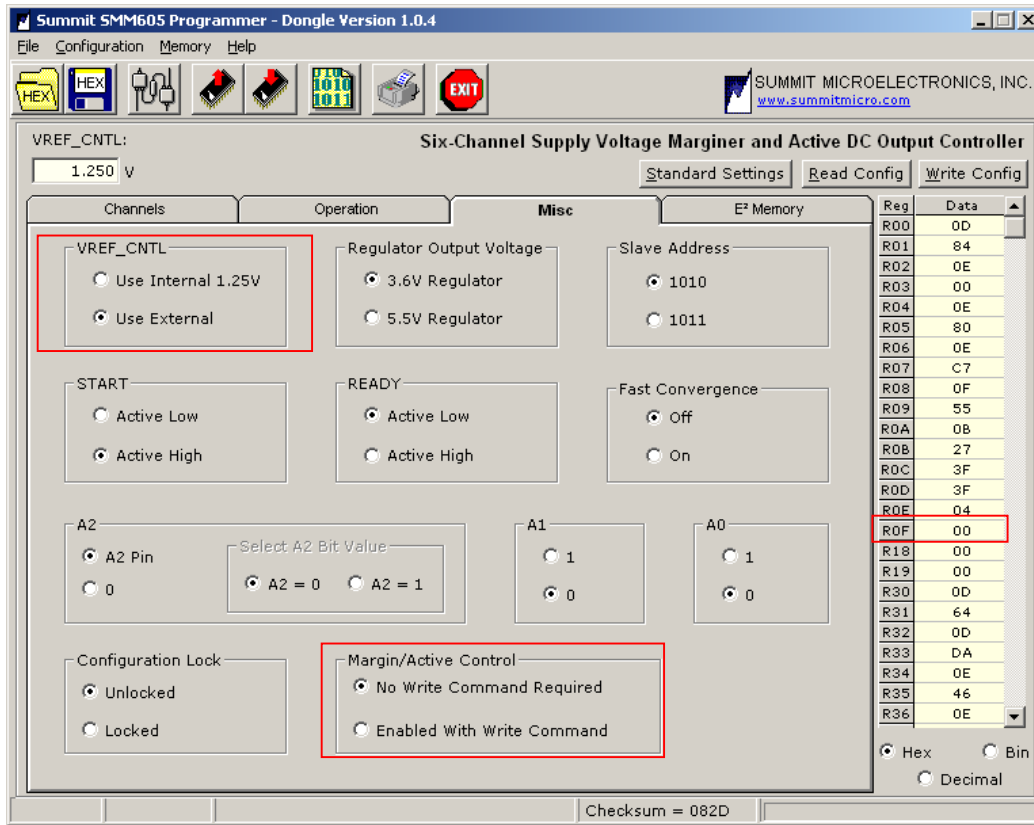 Summit SMM605 Programmer - Dongle Version 1.0.4
File Configuration Memory Help
HEX HEX 010 1010 1011 EXIT
SUMMIT MICROELECTRONICS, INC.
www.summitmicro.com
VREF_CNTL:
Six-Channel Supply Voltage Marginer and Active DC Output Controller
1.250 V
Standard Settings Read Config Write Config
Channels Operation Misc E² Memory
VREF_CNTL
Use Internal 1.25V
Use External
Regulator Output Voltage
3.6V Regulator
5.5V Regulator
Slave Address
1010
1011
START
Active Low
Active High
READY
Active Low
Active High
Fast Convergence
Off
On
A2
A2 Pin
0
Select A2 Bit Value
A2 = 0 A2 = 1
A1
1
0
A0
1
0
Configuration Lock
Unlocked
Locked
Margin/Active Control
No Write Command Required
Enabled With Write Command
Reg Data
R00 0D
R01 84
R02 0E
R03 00
R04 0E
R05 80
R06 0E
R07 C7
R08 0F
R09 55
R0A 0B
R0B 27
R0C 3F
R0D 3F
R0E 04
R0F 00
R18 00
R19 00
R30 0D
R31 64
R32 0D
R33 DA
R34 0E
R35 46
R36 0E
Hex Bin
Decimal
Checksum = 082D